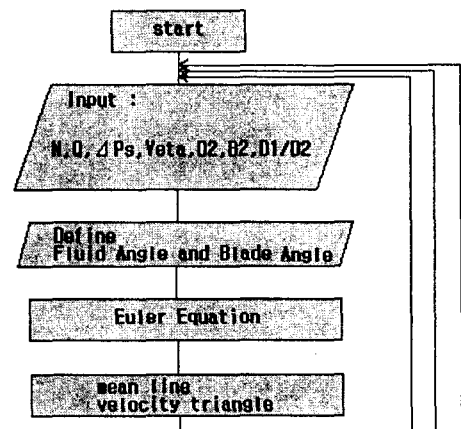 start
Input :
N,Q,⊿Ps,Veta,D2,B2,D1/D2
Define
Fluid Angle and Blade Angle
Euler Equation
mean line
velocity triangle